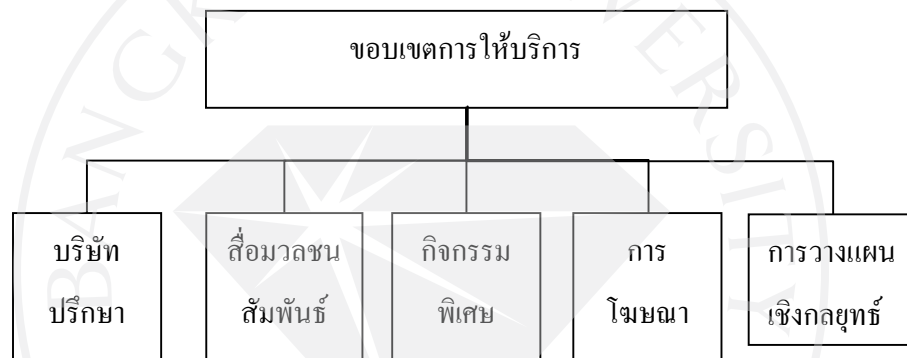 ขอบเขตการให้บริการ
บริษัท
ปรึกษา
สื่อมวลชน
สัมพันธ์
กิจกรรม
พิเศษ
การ
โฆษณา
การวางแผน
เชิงกลยุทธ์
BANGK
VERSITY